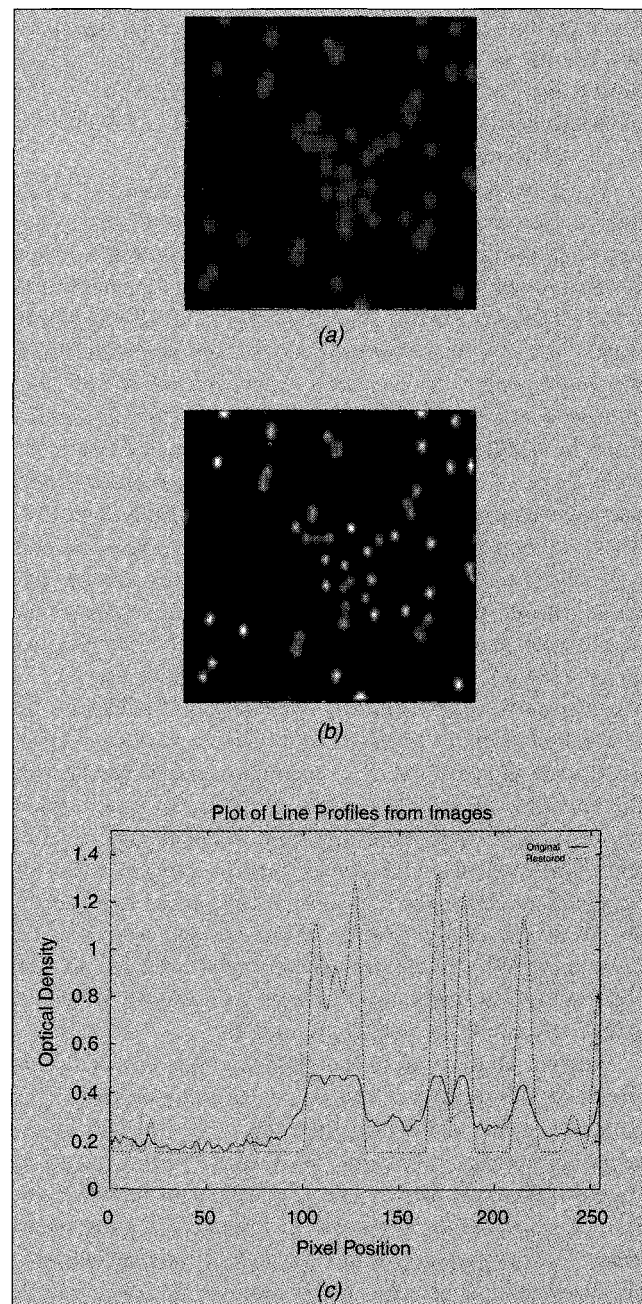 (a)
(b)
Plot of Line Profiles from Images
Original
Restored
1.4
1.2
1
0.8
0.6
0.4
0.2
0
Optical Density
0 50 100 150 200 250
Pixel Position
(c)